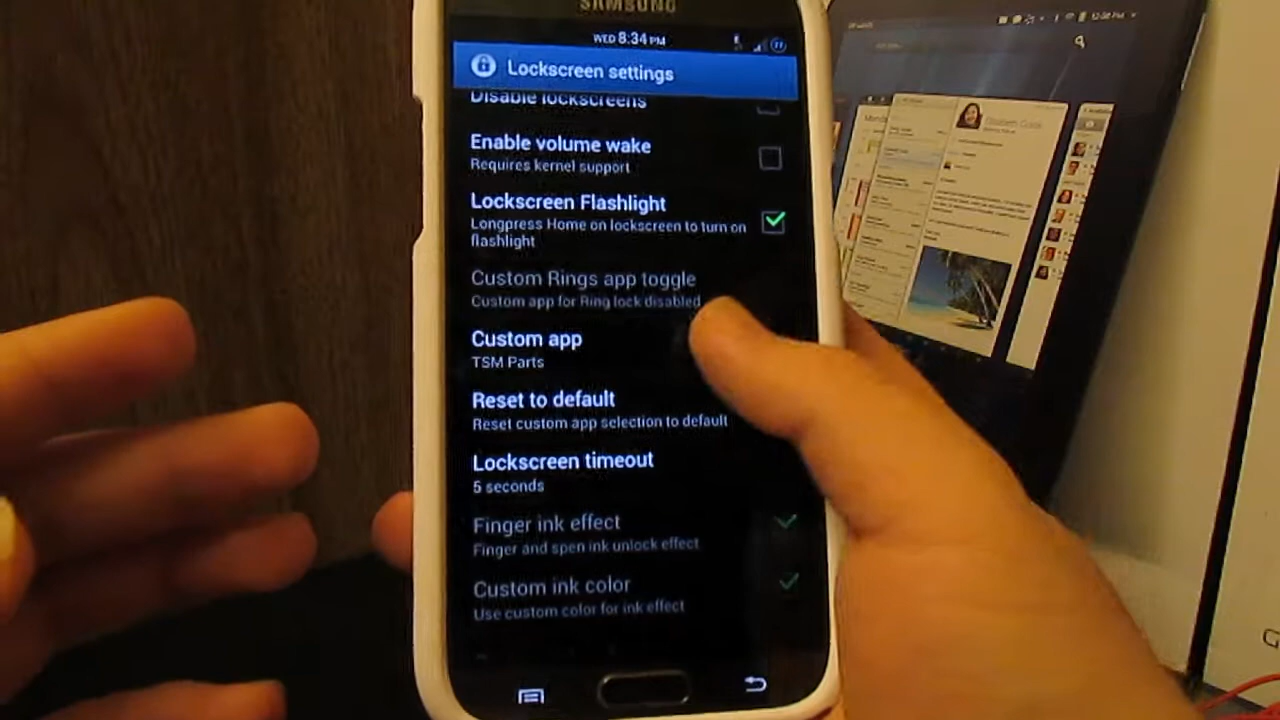 SAMSUNG
WED 8:34 PM
Lockscreen settings
Disable lockscreens
Enable volume wake
Requires kernel support
Lockscreen Flashlight
Longpress Home on lockscreen to turn on
flashlight
Custom Rings app toggle
Custom app for Ring lock disabled
Custom app
TSM Parts
Reset to default
Reset custom app selection to default
Lockscreen timeout
5 seconds
Finger ink effect
Finger and spen ink unlock effect
Custom ink color
Use custom color for ink effect
G